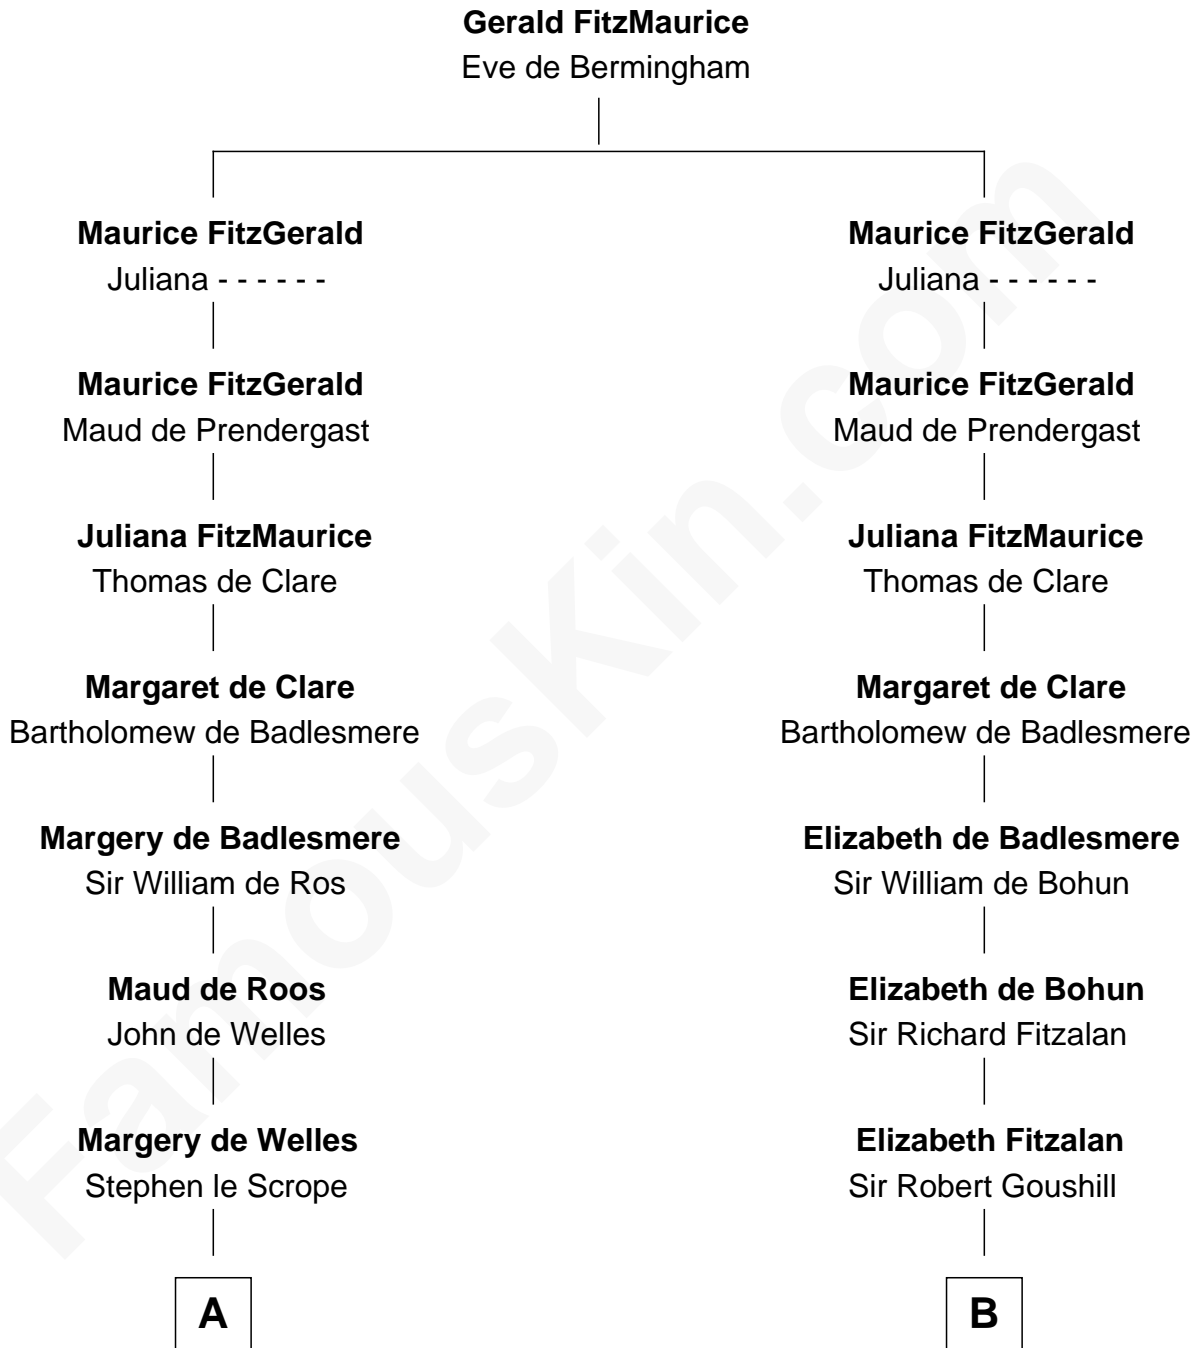 Gerald FitzMaurice
Eve de Bermingham
Maurice FitzGerald
Juliana - - - - - -
Maurice FitzGerald
Juliana - - - - - -
Maurice FitzGerald
Maud de Prendergast
Maurice FitzGerald
Maud de Prendergast
Juliana FitzMaurice
Thomas de Clare
Juliana FitzMaurice
Thomas de Clare
Margaret de Clare
Bartholomew de Badlesmere
Margaret de Clare
Bartholomew de Badlesmere
Margery de Badlesmere
Sir William de Ros
Elizabeth de Badlesmere
Sir William de Bohun
Maud de Roos
John de Welles
Elizabeth de Bohun
Sir Richard Fitzalan
Margery de Welles
Stephen le Scrope
Elizabeth Fitzalan
Sir Robert Goushill
A
B
FamousKin.com